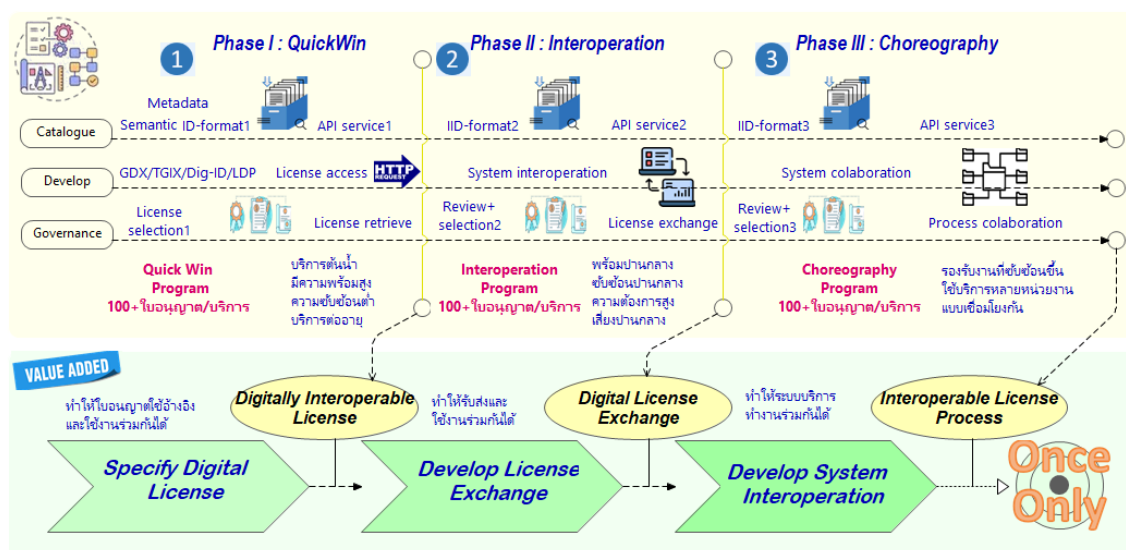 1 Phase I : QuickWin
2 Phase II : Interoperation
3 Phase III : Choreography
Catalogue
Metadata
Semantic ID-format1
API service1
IID-format2
API service2
IID-format3
API service3
Develop
GDX/TGIX/Dig-ID/LDP
License access
HTTP
REQUEST
System interoperation
System colaboration
Governance
License
selection1
License retrieve
Review+
selection2
License exchange
Review+
selection3
Process colaboration
Quick Win
Program
100+ใบอนุญาต/บริการ
บริการต้นน้ำ
มีความพร้อมสูง
ความซับซ้อนต่ำ
บริการต่ออายุ
Interoperation
Program
100+ใบอนุญาต/บริการ
พร้อมปานกลาง
ซับซ้อนปานกลาง
ความต้องการสูง
เสี่ยงปานกลาง
Choreography
Program
100+ใบอนุญาต/บริการ
รองรับงานที่ซับซ้อนขึ้น
ใช้บริการหลายหน่วยงาน
แบบเชื่อมโยงกัน
VALUE ADDED
ทำให้ใบอนญาตใช้อ้างอิง
และใช้งานร่วมกันได้
Digitally Interoperable
License
ทำให้รับส่งและ
ใช้งานร่วมกันได้
Digital License
Exchange
ทำให้ระบบบริการ
ทำงานร่วมกันได้
Interoperable License
Process
Specify Digital
License
Develop License
Exchange
Develop System
Interoperation
Once
Only